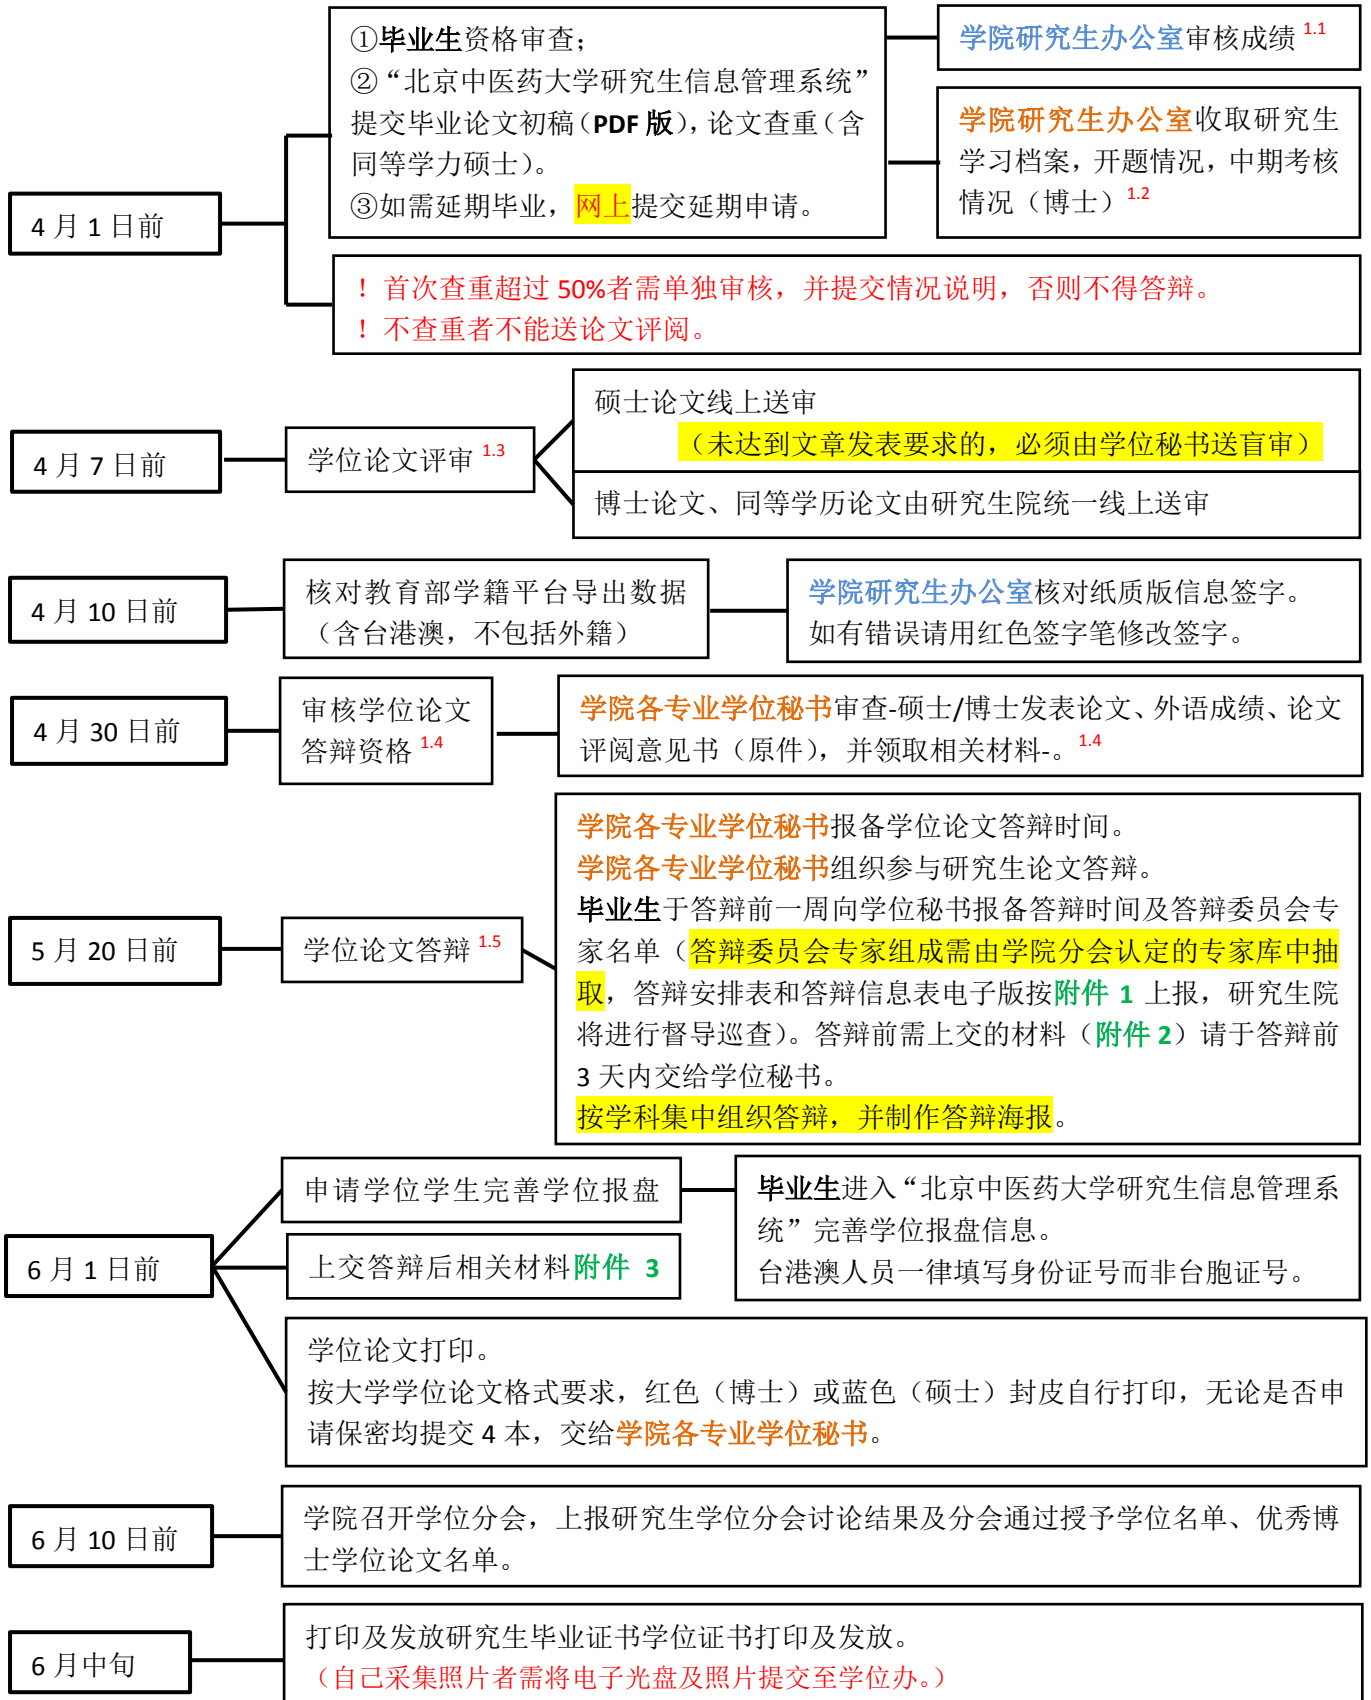 4 月 1 日前
①毕业生资格审查；
②“北京中医药大学研究生信息管理系统”
提交毕业论文初稿（PDF 版），论文查重（含
同等学力硕士）。
③如需延期毕业，网上提交延期申请。
学院研究生办公室审核成绩 1.1
学院研究生办公室收取研究生
学习档案，开题情况，中期考核
情况（博士）1.2
！首次查重超过 50%者需单独审核，并提交情况说明，否则不得答辩。
！不查重者不能送论文评阅。
4 月 7 日前
学位论文评审 1.3
硕士论文线上送审
（未达到文章发表要求的，必须由学位秘书送盲审）
博士论文、同等学历论文由研究生院统一线上送审
4 月 10 日前
核对教育部学籍平台导出数据
（含台港澳，不包括外籍）
学院研究生办公室核对纸质版信息签字。
如有错误请用红色签字笔修改签字。
4 月 30 日前
审核学位论文
答辩资格 1.4
学院各专业学位秘书审查-硕士/博士发表论文、外语成绩、论文
评阅意见书（原件），并领取相关材料-。1.4
5 月 20 日前
学位论文答辩 1.5
学院各专业学位秘书报备学位论文答辩时间。
学院各专业学位秘书组织参与研究生论文答辩。
毕业生于答辩前一周向学位秘书报备答辩时间及答辩委员会专
家名单（答辩委员会专家组成需由学院分会认定的专家库中抽
取，答辩安排表和答辩信息表电子版按附件 1 上报，研究生院
将进行督导巡查）。答辩前需上交的材料（附件 2）请于答辩前
3 天内交给学位秘书。
按学科集中组织答辩，并制作答辩海报。
6 月 1 日前
申请学位学生完善学位报盘
毕业生进入“北京中医药大学研究生信息管理系
统”完善学位报盘信息。
台港澳人员一律填写身份证号而非台胞证号。
上交答辩后相关材料附件 3
学位论文打印。
按大学学位论文格式要求，红色（博士）或蓝色（硕士）封皮自行打印，无论是否申
请保密均提交 4 本，交给学院各专业学位秘书。
6 月 10 日前
学院召开学位分会，上报研究生学位分会讨论结果及分会通过授予学位名单、优秀博
士学位论文名单。
6 月中旬
打印及发放研究生毕业证书学位证书打印及发放。
（自己采集照片者需将电子光盘及照片提交至学位办。）